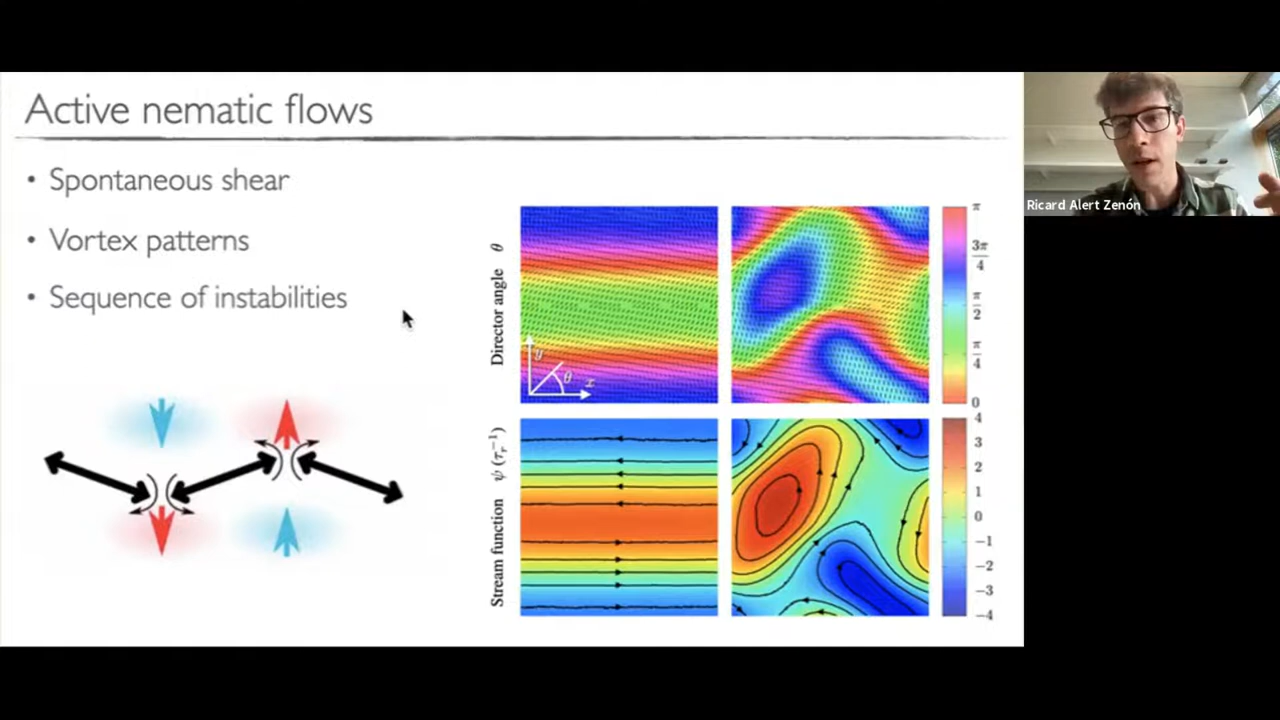 Active nematic flows
• Spontaneous shear
• Vortex patterns
• Sequence of instabilities
Director angle θ
y
θ
x
π
3π/4
π/2
π/4
0
Stream function ψ (τr⁻¹)
4
3
2
1
0
−1
−2
−3
−4
Ricard Alert Zenón